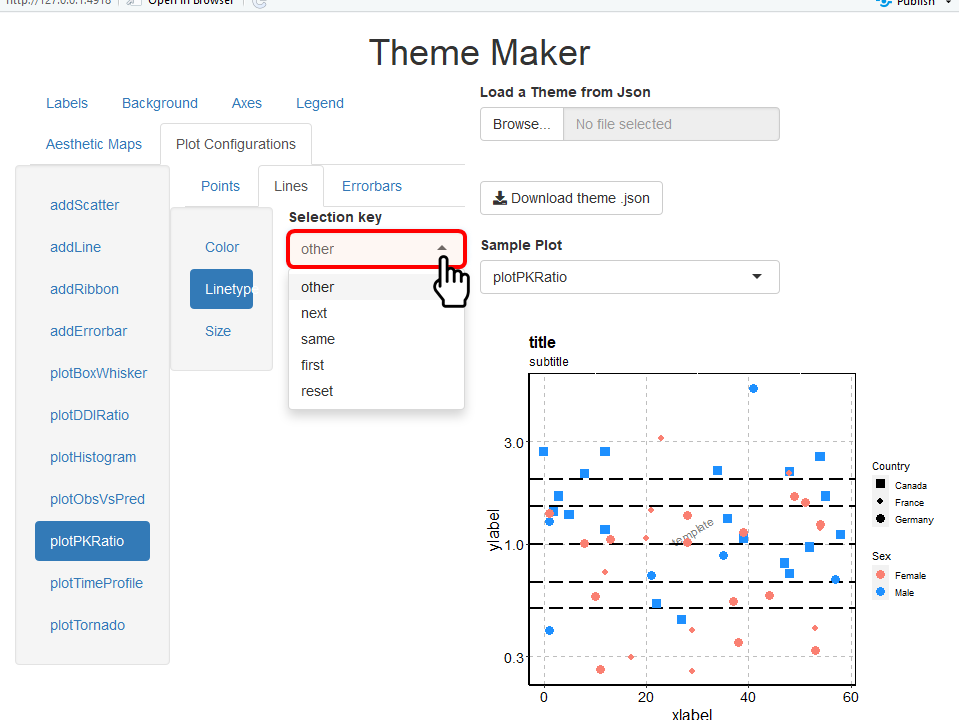 http://127.0.0.1:4918 Open in Browser Publish
Theme Maker
Labels Background Axes Legend
Aesthetic Maps Plot Configurations
addScatter
addLine
addRibbon
addErrorbar
plotBoxWhisker
plotDDIRatio
plotHistogram
plotObsVsPred
plotPKRatio
plotTimeProfile
plotTornado
Points Lines Errorbars
Color
Linetype
Size
Selection key
other
other
next
same
first
reset
Load a Theme from Json
Browse... No file selected
Download theme .json
Sample Plot
plotPKRatio
title
subtitle
ylabel
3.0
1.0
0.3
template
0 20 40 60
xlabel
Country
Canada
France
Germany
Sex
Female
Male